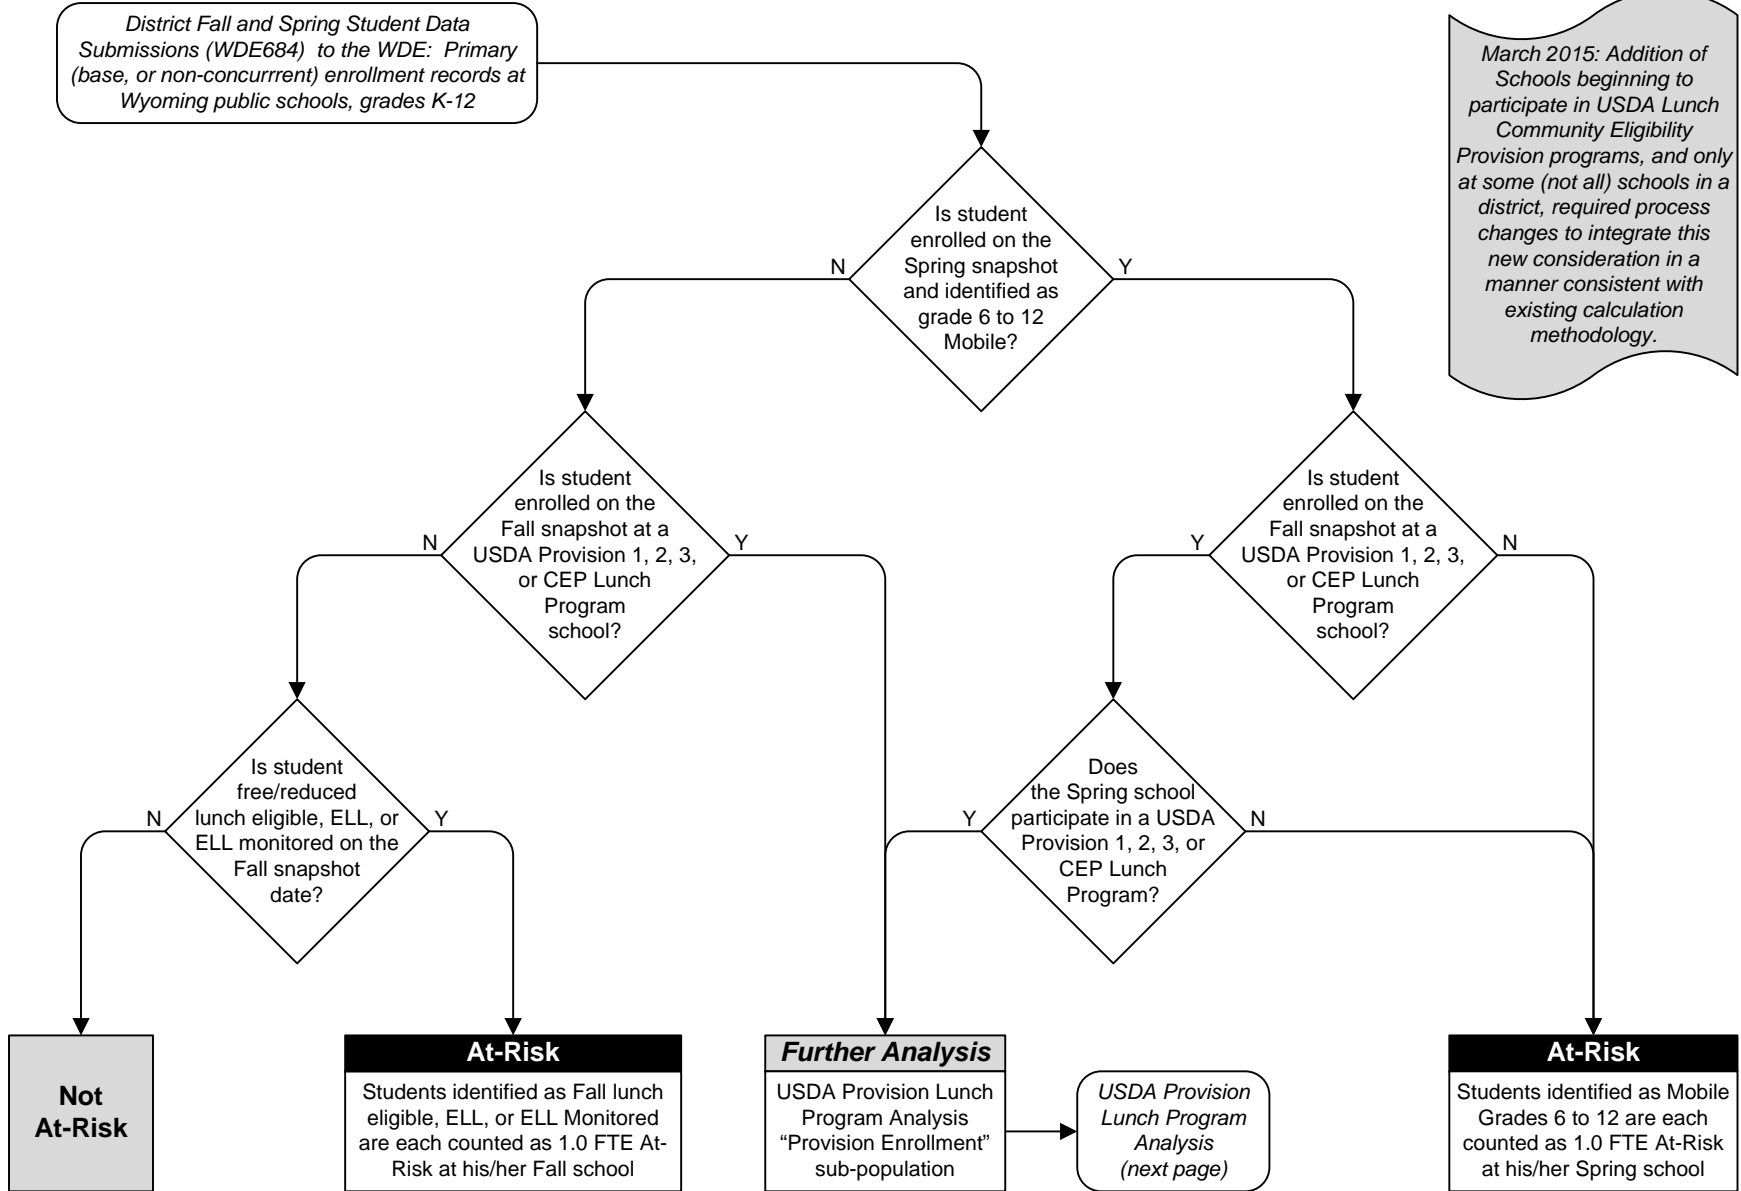 District Fall and Spring Student Data
Submissions (WDE684)  to the WDE:  Primary
(base, or non-concurrrent) enrollment records at
Wyoming public schools, grades K-12
March 2015: Addition of
Schools beginning to
participate in USDA Lunch
Community Eligibility
Provision programs, and only
at some (not all) schools in a
district, required process
changes to integrate this
new consideration in a
manner consistent with
existing calculation
methodology.
Is student
enrolled on the
Spring snapshot
and identified as
grade 6 to 12
Mobile?
N
Y
Is student
enrolled on the
Fall snapshot at a
USDA Provision 1, 2, 3,
or CEP Lunch
Program
school?
N
Y
Is student
enrolled on the
Fall snapshot at a
USDA Provision 1, 2, 3,
or CEP Lunch
Program
school?
Y
N
Is student
free/reduced
lunch eligible, ELL, or
ELL monitored on the
Fall snapshot
date?
N
Y
Does
the Spring school
participate in a USDA
Provision 1, 2, 3, or
CEP Lunch
Program?
Y
N
Not
At-Risk
At-Risk
Students identified as Fall lunch
eligible, ELL, or ELL Monitored
are each counted as 1.0 FTE At-
Risk at his/her Fall school
Further Analysis
USDA Provision Lunch
Program Analysis
“Provision Enrollment”
sub-population
USDA Provision
Lunch Program
Analysis
(next page)
At-Risk
Students identified as Mobile
Grades 6 to 12 are each
counted as 1.0 FTE At-Risk
at his/her Spring school